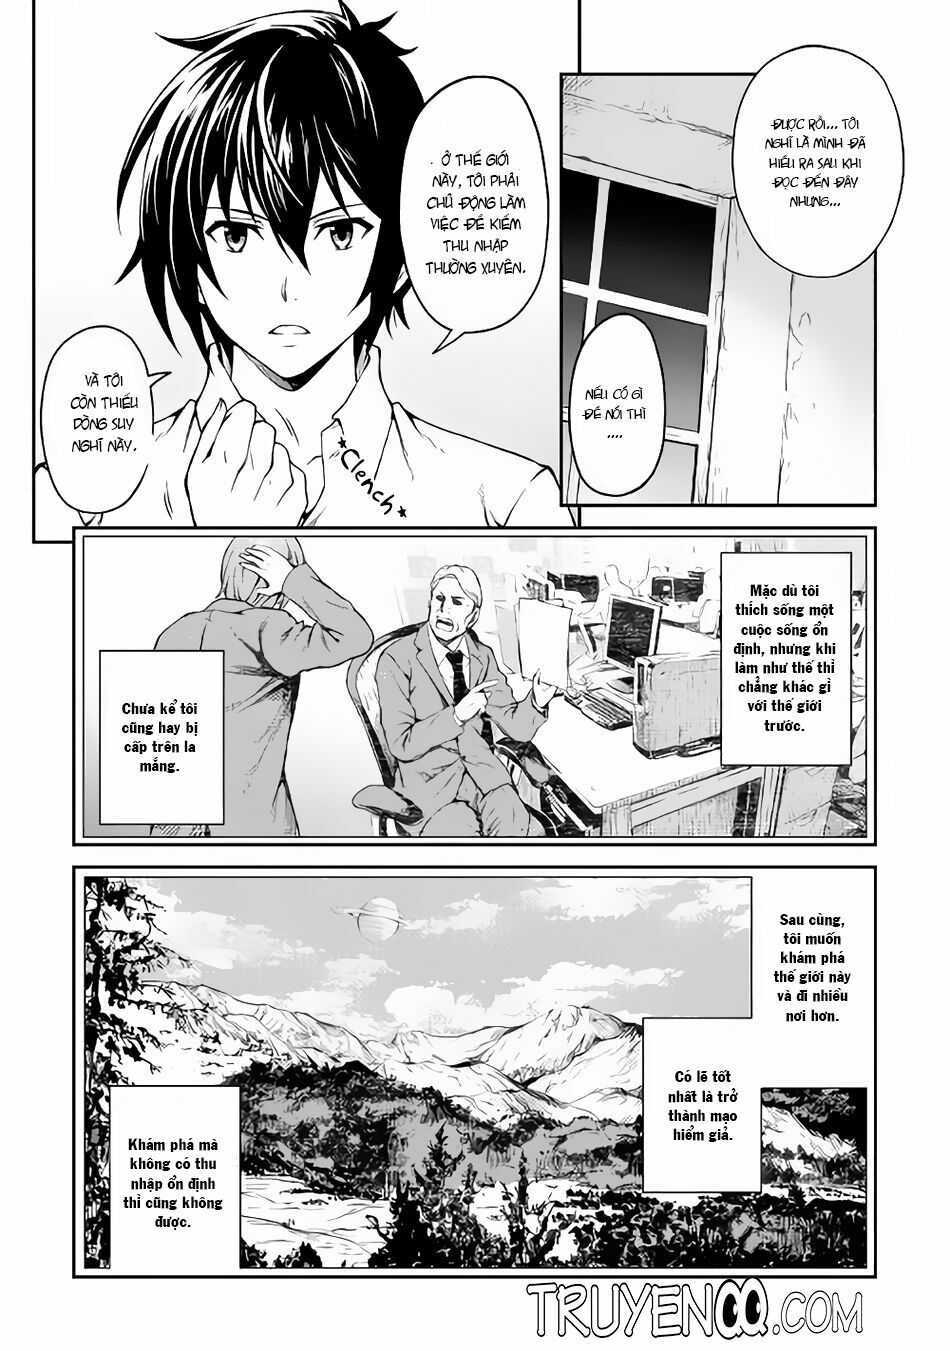 ĐƯỢC RỒI... TÔI
NGHĨ LÀ MÌNH ĐÃ
HIỂU RA SAU KHI
ĐỌC ĐẾN ĐÂY
NHƯNG...
NẾU CÓ GÌ
ĐỂ NÓI THÌ
....
Ở THẾ GIỚI
NÀY, TÔI PHẢI
CHỦ ĐỘNG LÀM
VIỆC ĐỂ KIẾM
THU NHẬP
THƯỜNG XUYÊN.
VÀ TÔI
CÒN THIẾU
DÒNG SUY
NGHĨ NÀY.
Clench
Mặc dù tôi
thích sống một
cuộc sống ổn
định, nhưng khi
làm như thế thì
chẳng khác gì
với thế giới
trước.
Chưa kể tôi
cũng hay bị
cấp trên la
mắng.
Sau cùng,
tôi muốn
khám phá
thế giới này
và đi nhiều
nơi hơn.
Có lẽ tốt
nhất là trở
thành mạo
hiểm giả.
Khám phá mà
không có thu
nhập ổn định
thì cũng không
được.
TRUYENQQ.COM